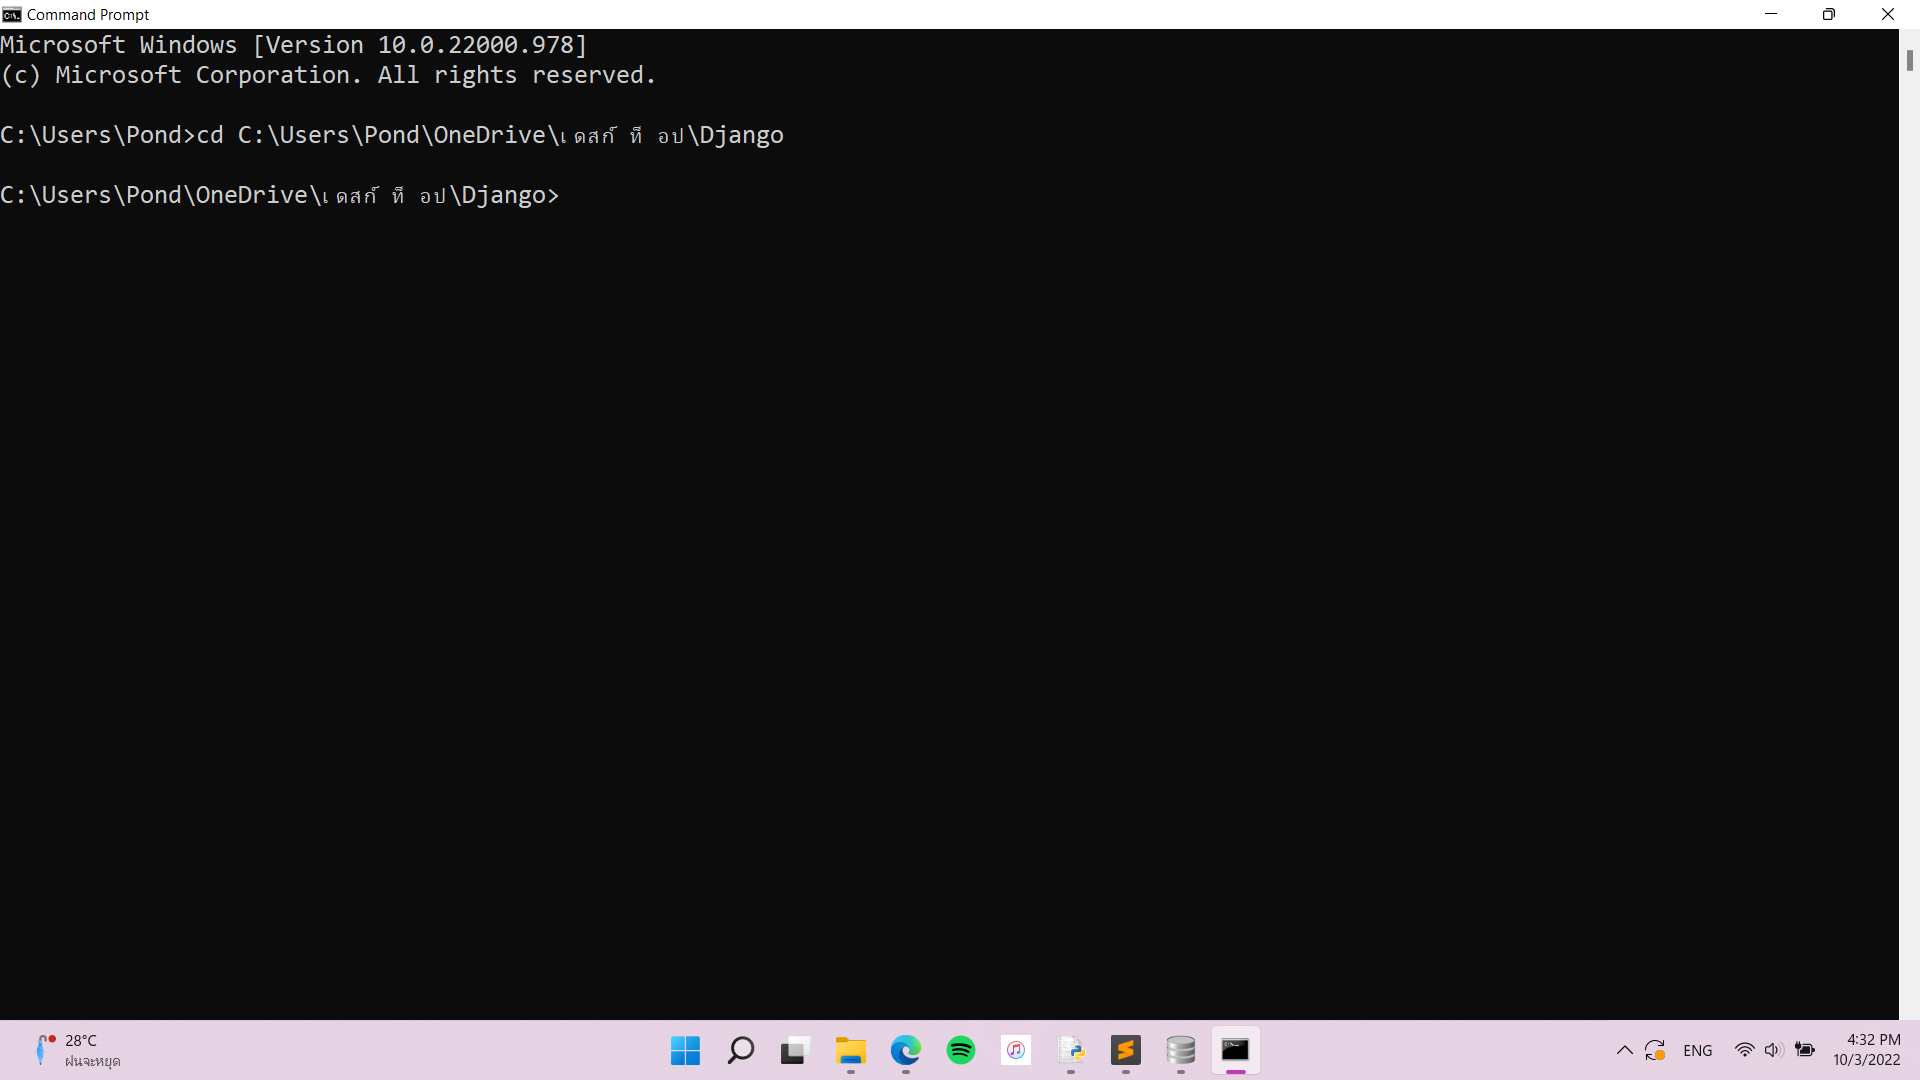 Command Prompt
Microsoft Windows [Version 10.0.22000.978]
(c) Microsoft Corporation. All rights reserved.
C:\Users\Pond>cd C:\Users\Pond\OneDrive\เดสก์ท็อป\Django
C:\Users\Pond\OneDrive\เดสก์ท็อป\Django>
28°C
ฝนจะหยุด
ENG
4:32 PM
10/3/2022